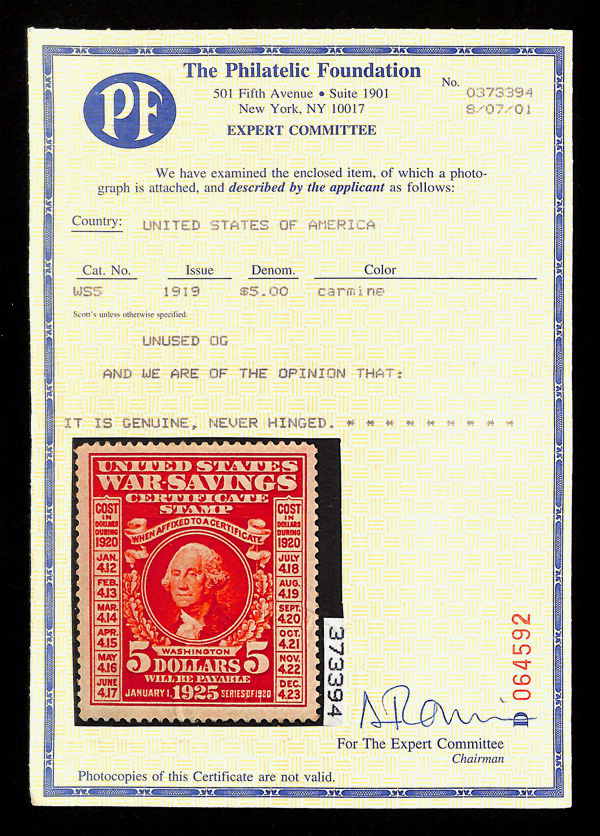 PF
The Philatelic Foundation
501 Fifth Avenue • Suite 1901
New York, NY 10017
EXPERT COMMITTEE
No. 0373394
8/07/01
We have examined the enclosed item, of which a photo-
graph is attached, and described by the applicant as follows:
Country: UNITED STATES OF AMERICA
Cat. No. Issue Denom. Color
WS5 1919 $5.00 carmine
Scott's unless otherwise specified.
UNUSED OG
AND WE ARE OF THE OPINION THAT:
IT IS GENUINE, NEVER HINGED. * * * * * * * * *
UNITED STATES
WAR-SAVINGS
CERTIFICATE
STAMP
WHEN AFFIXED TO A CERTIFICATE
COST
IN
DOLLARS
DURING
1920
JAN.
4.12
FEB.
4.13
MAR.
4.14
APR.
4.15
MAY
4.16
JUNE
4.17
COST
IN
DOLLARS
DURING
1920
JULY
4.18
AUG.
4.19
SEPT.
4.20
OCT.
4.21
NOV.
4.22
DEC.
4.23
WASHINGTON
5 DOLLARS 5
WILL BE PAYABLE
JANUARY 1, 1925 SERIES OF 1920
373394
D 064592
For The Expert Committee
Chairman
Photocopies of this Certificate are not valid.